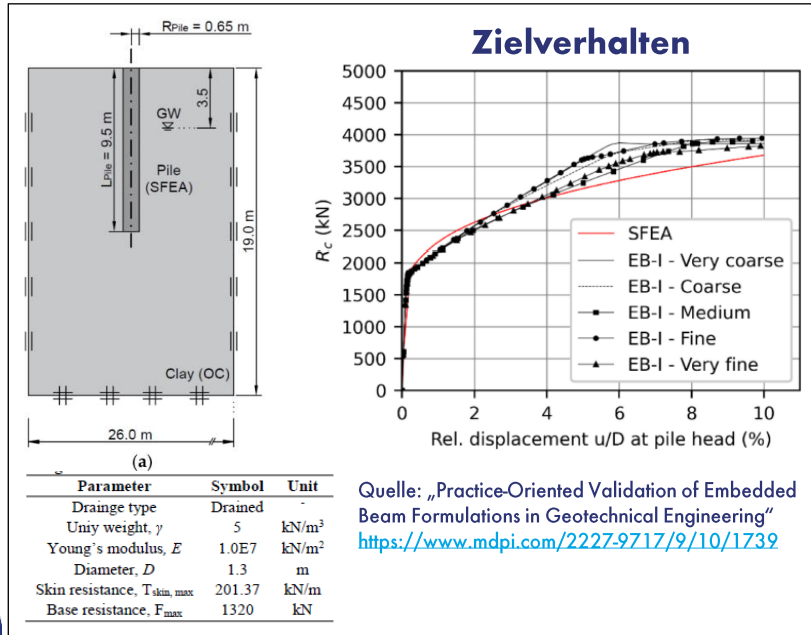 R_Pile = 0.65 m
L_Pile = 9.5 m
3.5
GW
Pile
(SFEA)
19.0 m
Clay (OC)
26.0 m
(a)
Parameter Symbol Unit
Drainge type Drained -
Uniy weight, γ 5 kN/m³
Young's modulus, E 1.0E7 kN/m²
Diameter, D 1.3 m
Skin resistance, T_skin, max 201.37 kN/m
Base resistance, F_max 1320 kN
Zielverhalten
5000
4500
4000
3500
3000
2500
2000
1500
1000
500
0
R_c (kN)
SFEA
EB-I - Very coarse
EB-I - Coarse
EB-I - Medium
EB-I - Fine
EB-I - Very fine
0 2 4 6 8 10
Rel. displacement u/D at pile head (%)
Quelle: „Practice-Oriented Validation of Embedded
Beam Formulations in Geotechnical Engineering“
https://www.mdpi.com/2227-9717/9/10/1739